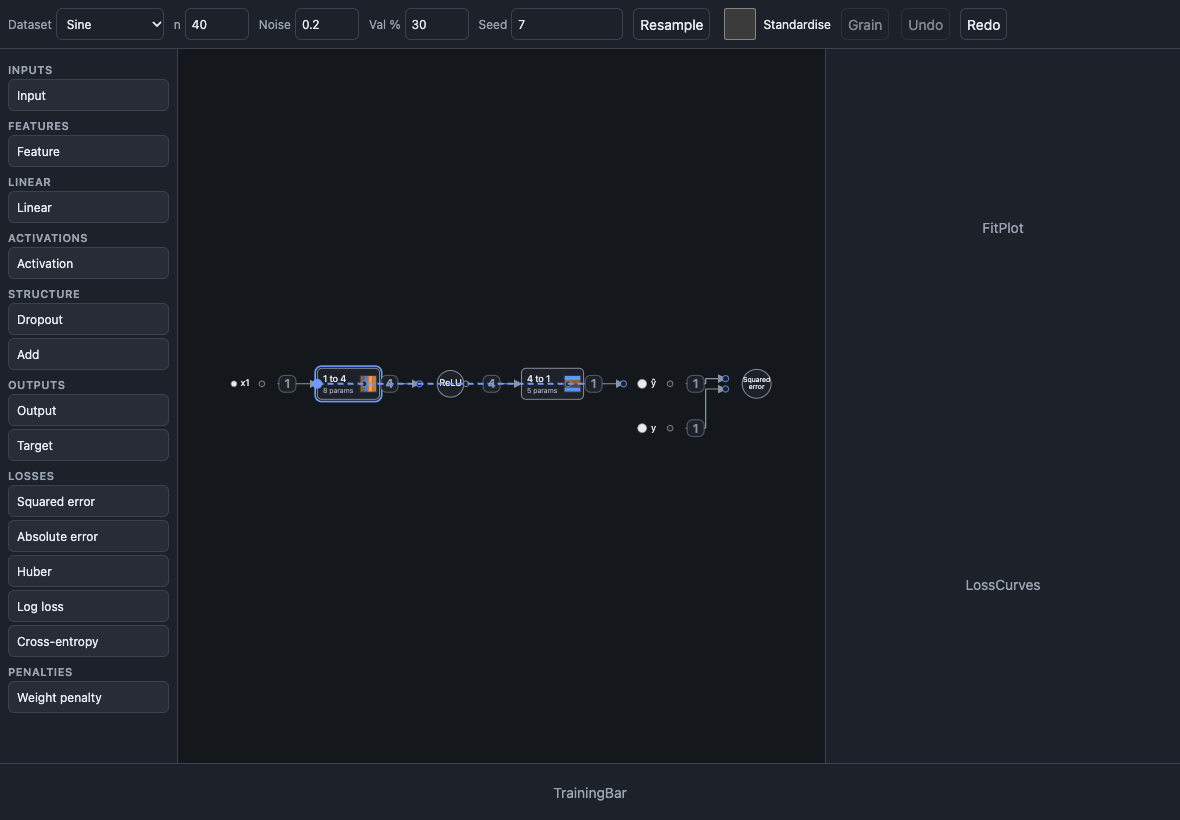 Dataset Sine n 40 Noise 0.2 Val % 30 Seed 7 Resample Standardise Grain Undo Redo
INPUTS
Input
FEATURES
Feature
LINEAR
Linear
ACTIVATIONS
Activation
STRUCTURE
Dropout
Add
OUTPUTS
Output
Target
LOSSES
Squared error
Absolute error
Huber
Log loss
Cross-entropy
PENALTIES
Weight penalty
x1
1
1 to 4
8 params
4
ReLU
4
4 to 1
5 params
1
ŷ
1
Squared
error
y
1
FitPlot
LossCurves
TrainingBar